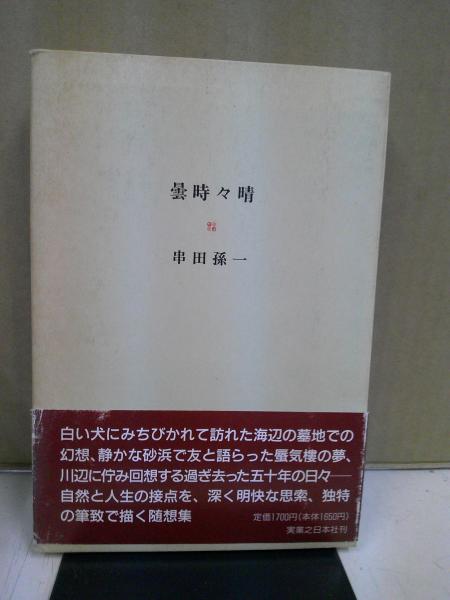 曇時々晴
串田孫一
白い犬にみちびかれて訪れた海辺の墓地での
幻想、静かな砂浜で友と語らった蜃気樓の夢、
川辺に佇み回想する過ぎ去った五十年の日々—
自然と人生の接点を、深く明快な思索、独特
の筆致で描く随想集
定価1700円(本体1650円)
実業之日本社刊